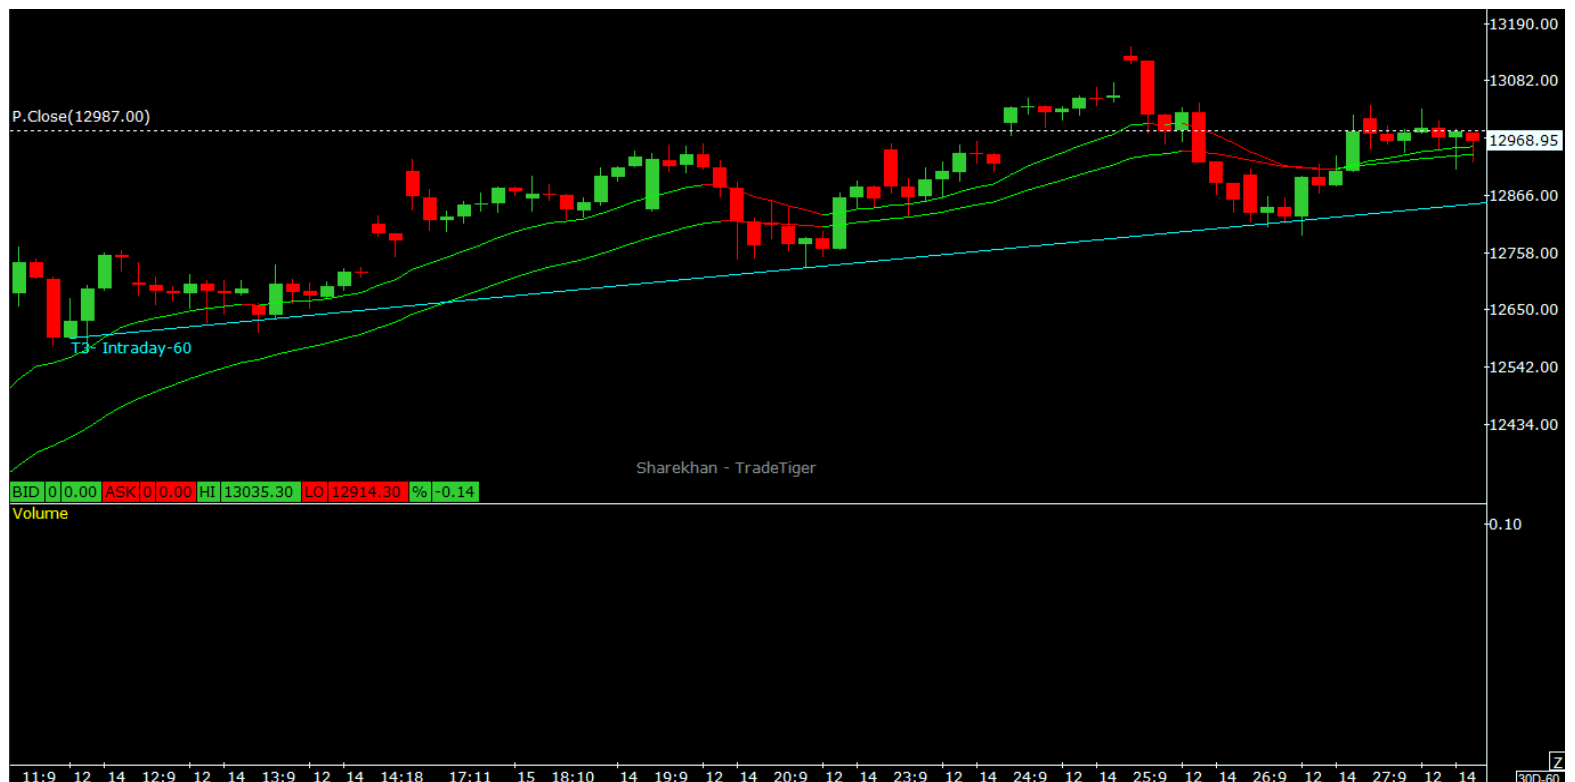 13190.00
13082.00
P.Close(12987.00)
12968.95
12866.00
12758.00
12650.00
T3- Intraday-60
12542.00
12434.00
Sharekhan - TradeTiger
BID 0 0.00 ASK 0 0.00 HI 13035.30 LO 12914.30 % -0.14
Volume
0.10
Z
11:9 12 14 12:9 12 14 13:9 12 14 14:18 17:11 15 18:10 14 19:9 12 14 20:9 12 14 23:9 12 14 24:9 12 14 25:9 12 14 26:9 12 14 27:9 12 14 30D-60